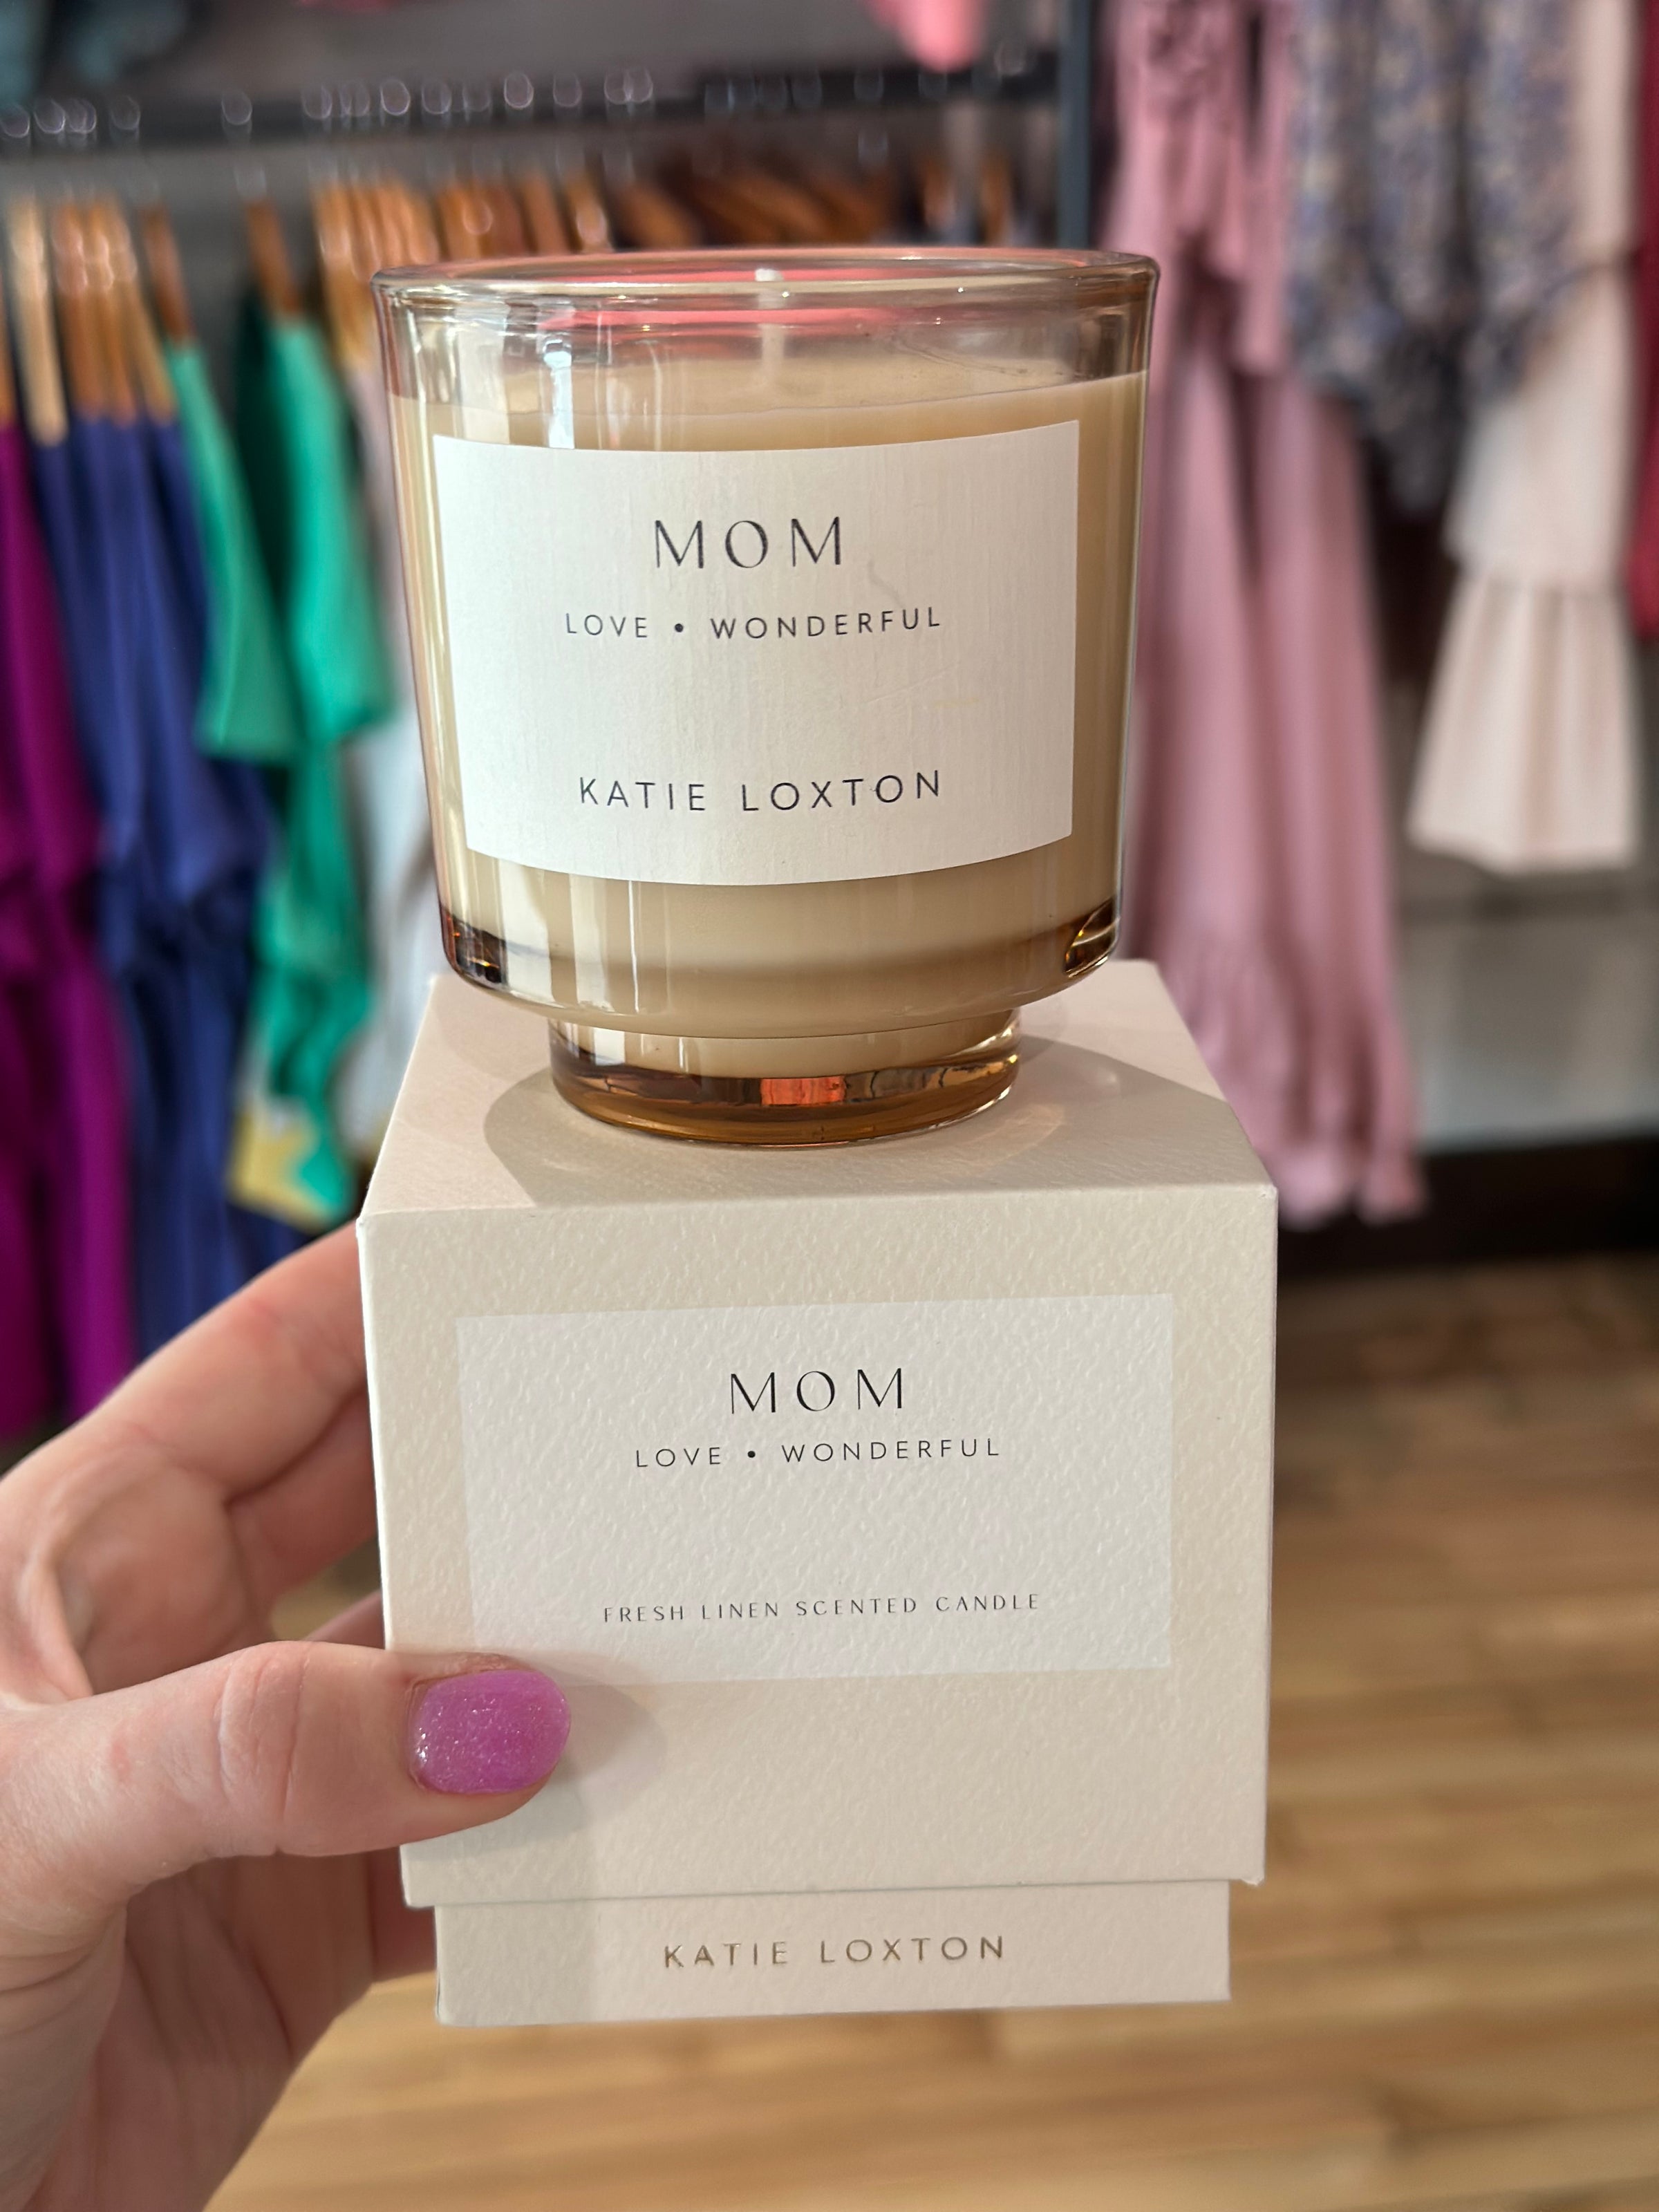 MOM
LOVE • WONDERFUL
KATIE LOXTON
MOM
LOVE • WONDERFUL
FRESH LINEN SCENTED CANDLE
KATIE LOXTON